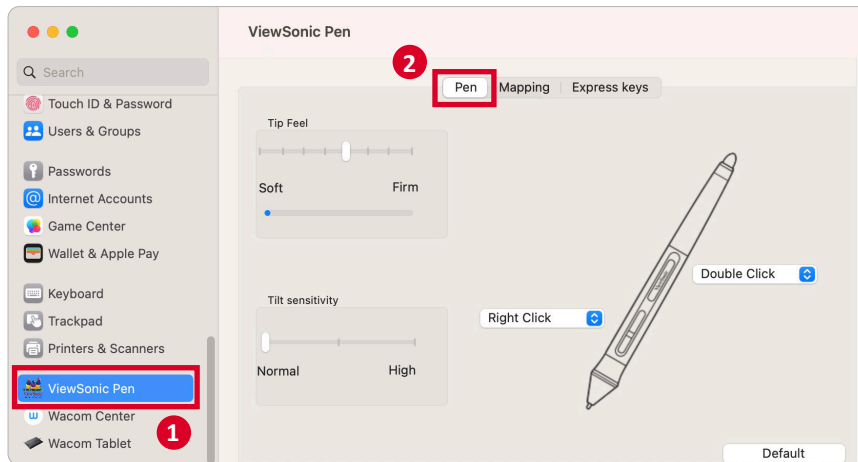 ViewSonic Pen
2
Search
Pen Mapping Express keys
Touch ID & Password
Users & Groups
Passwords
Internet Accounts
Game Center
Wallet & Apple Pay
Keyboard
Trackpad
Printers & Scanners
ViewSonic Pen
Wacom Center
Wacom Tablet
1
Tip Feel
Soft Firm
Tilt sensitivity
Normal High
Right Click
Double Click
Default